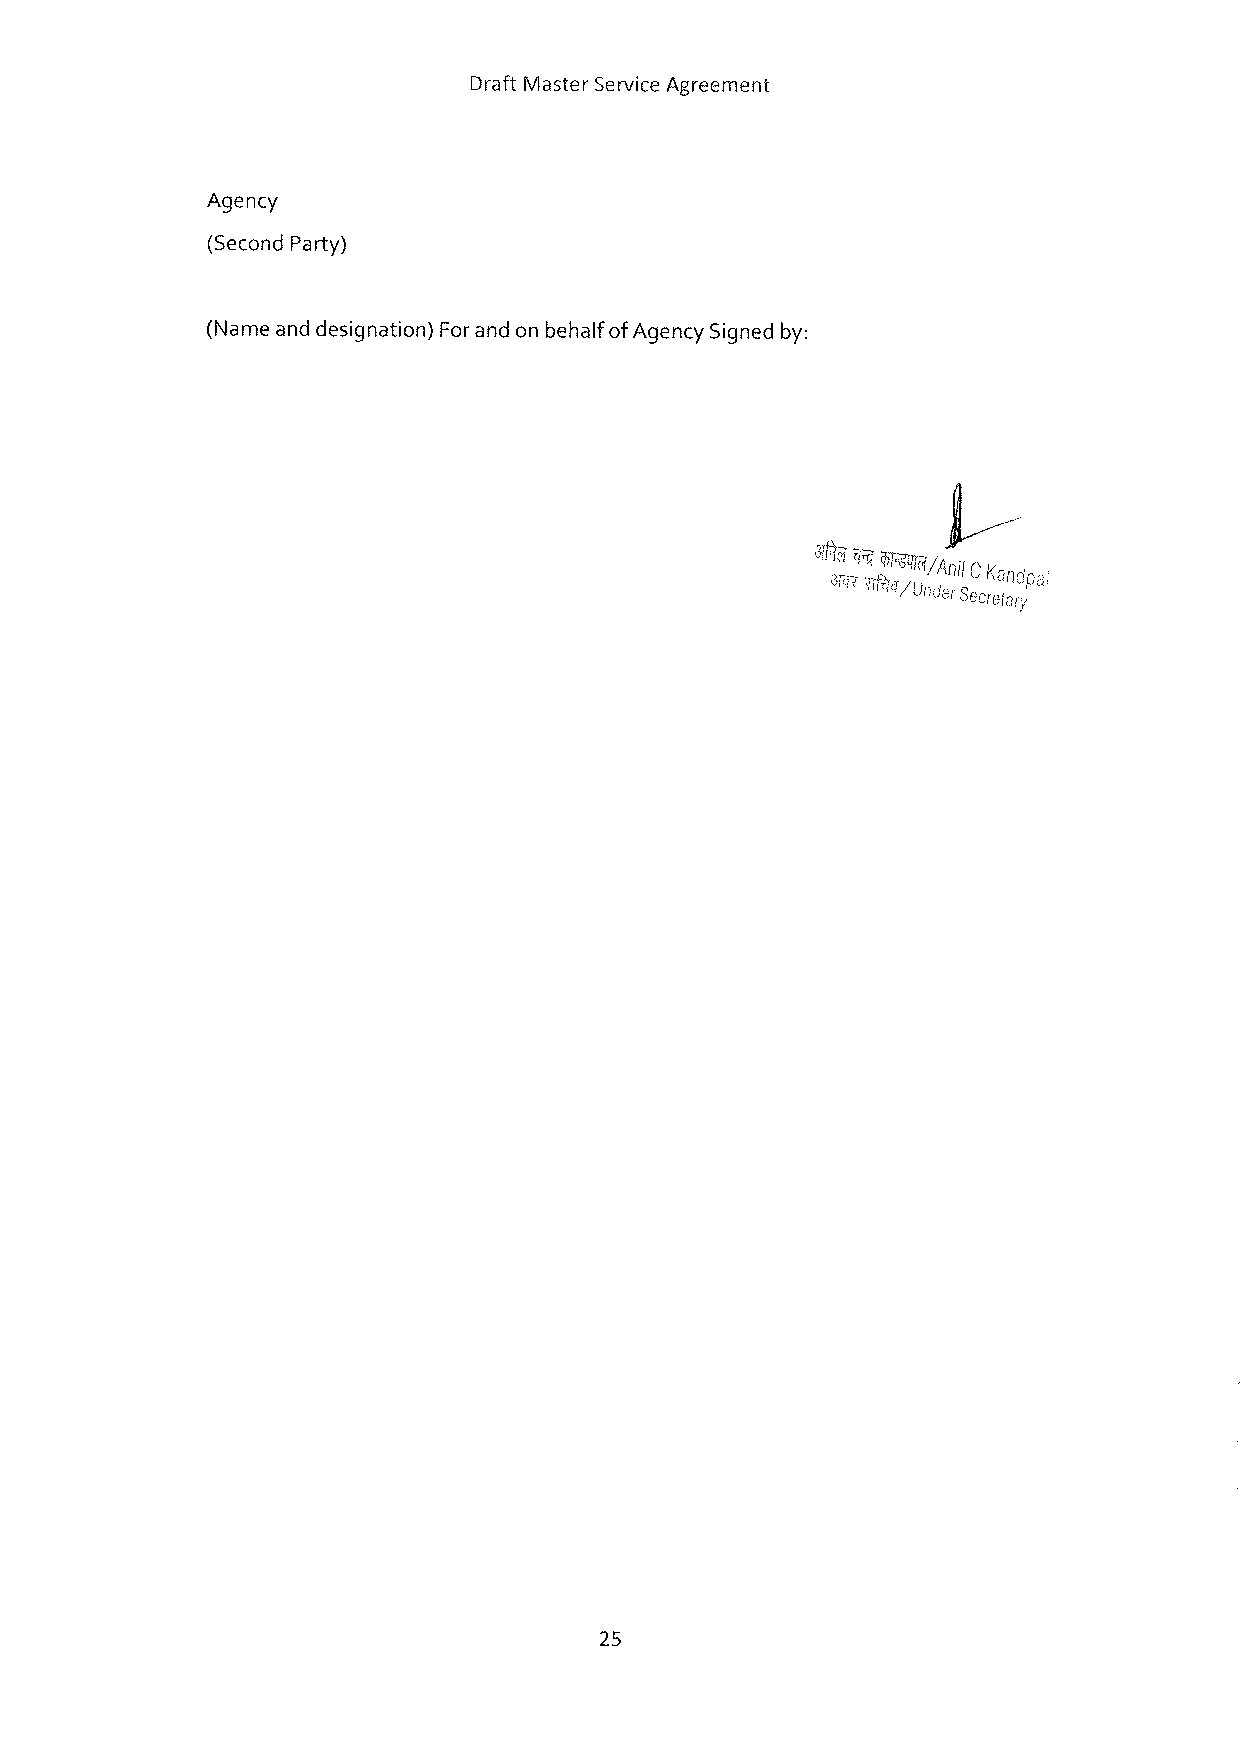 Draft Master Service Agreement
Agency
(Second Party)
(Name and designation) For and on behalf of Agency Signed by:
अनिल चन्द्र काण्डपाल/Anil C Kandpal
अवर सचिव/Under Secretary
25